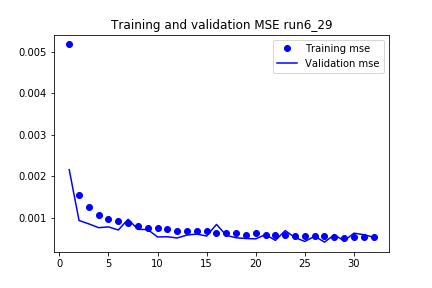 Training and validation MSE run6_29
Training mse
Validation mse
0.005
0.004
0.003
0.002
0.001
0 5 10 15 20 25 30